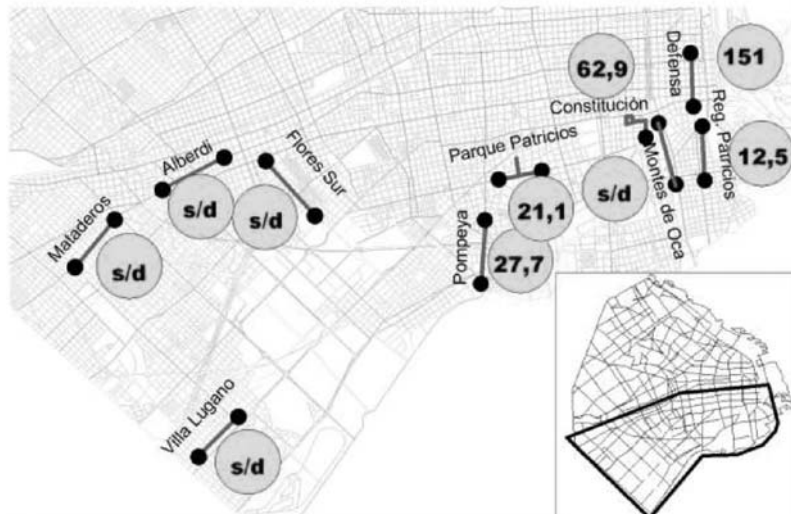 Defensa
151
62,9
Constitución
Reg. Patricios
Parque Patricios
Montes de Oca
12,5
Alberdi
Flores Sur
s/d
s/d
s/d
21,1
Mataderos
s/d
Pompeya
27,7
Villa Lugano
s/d